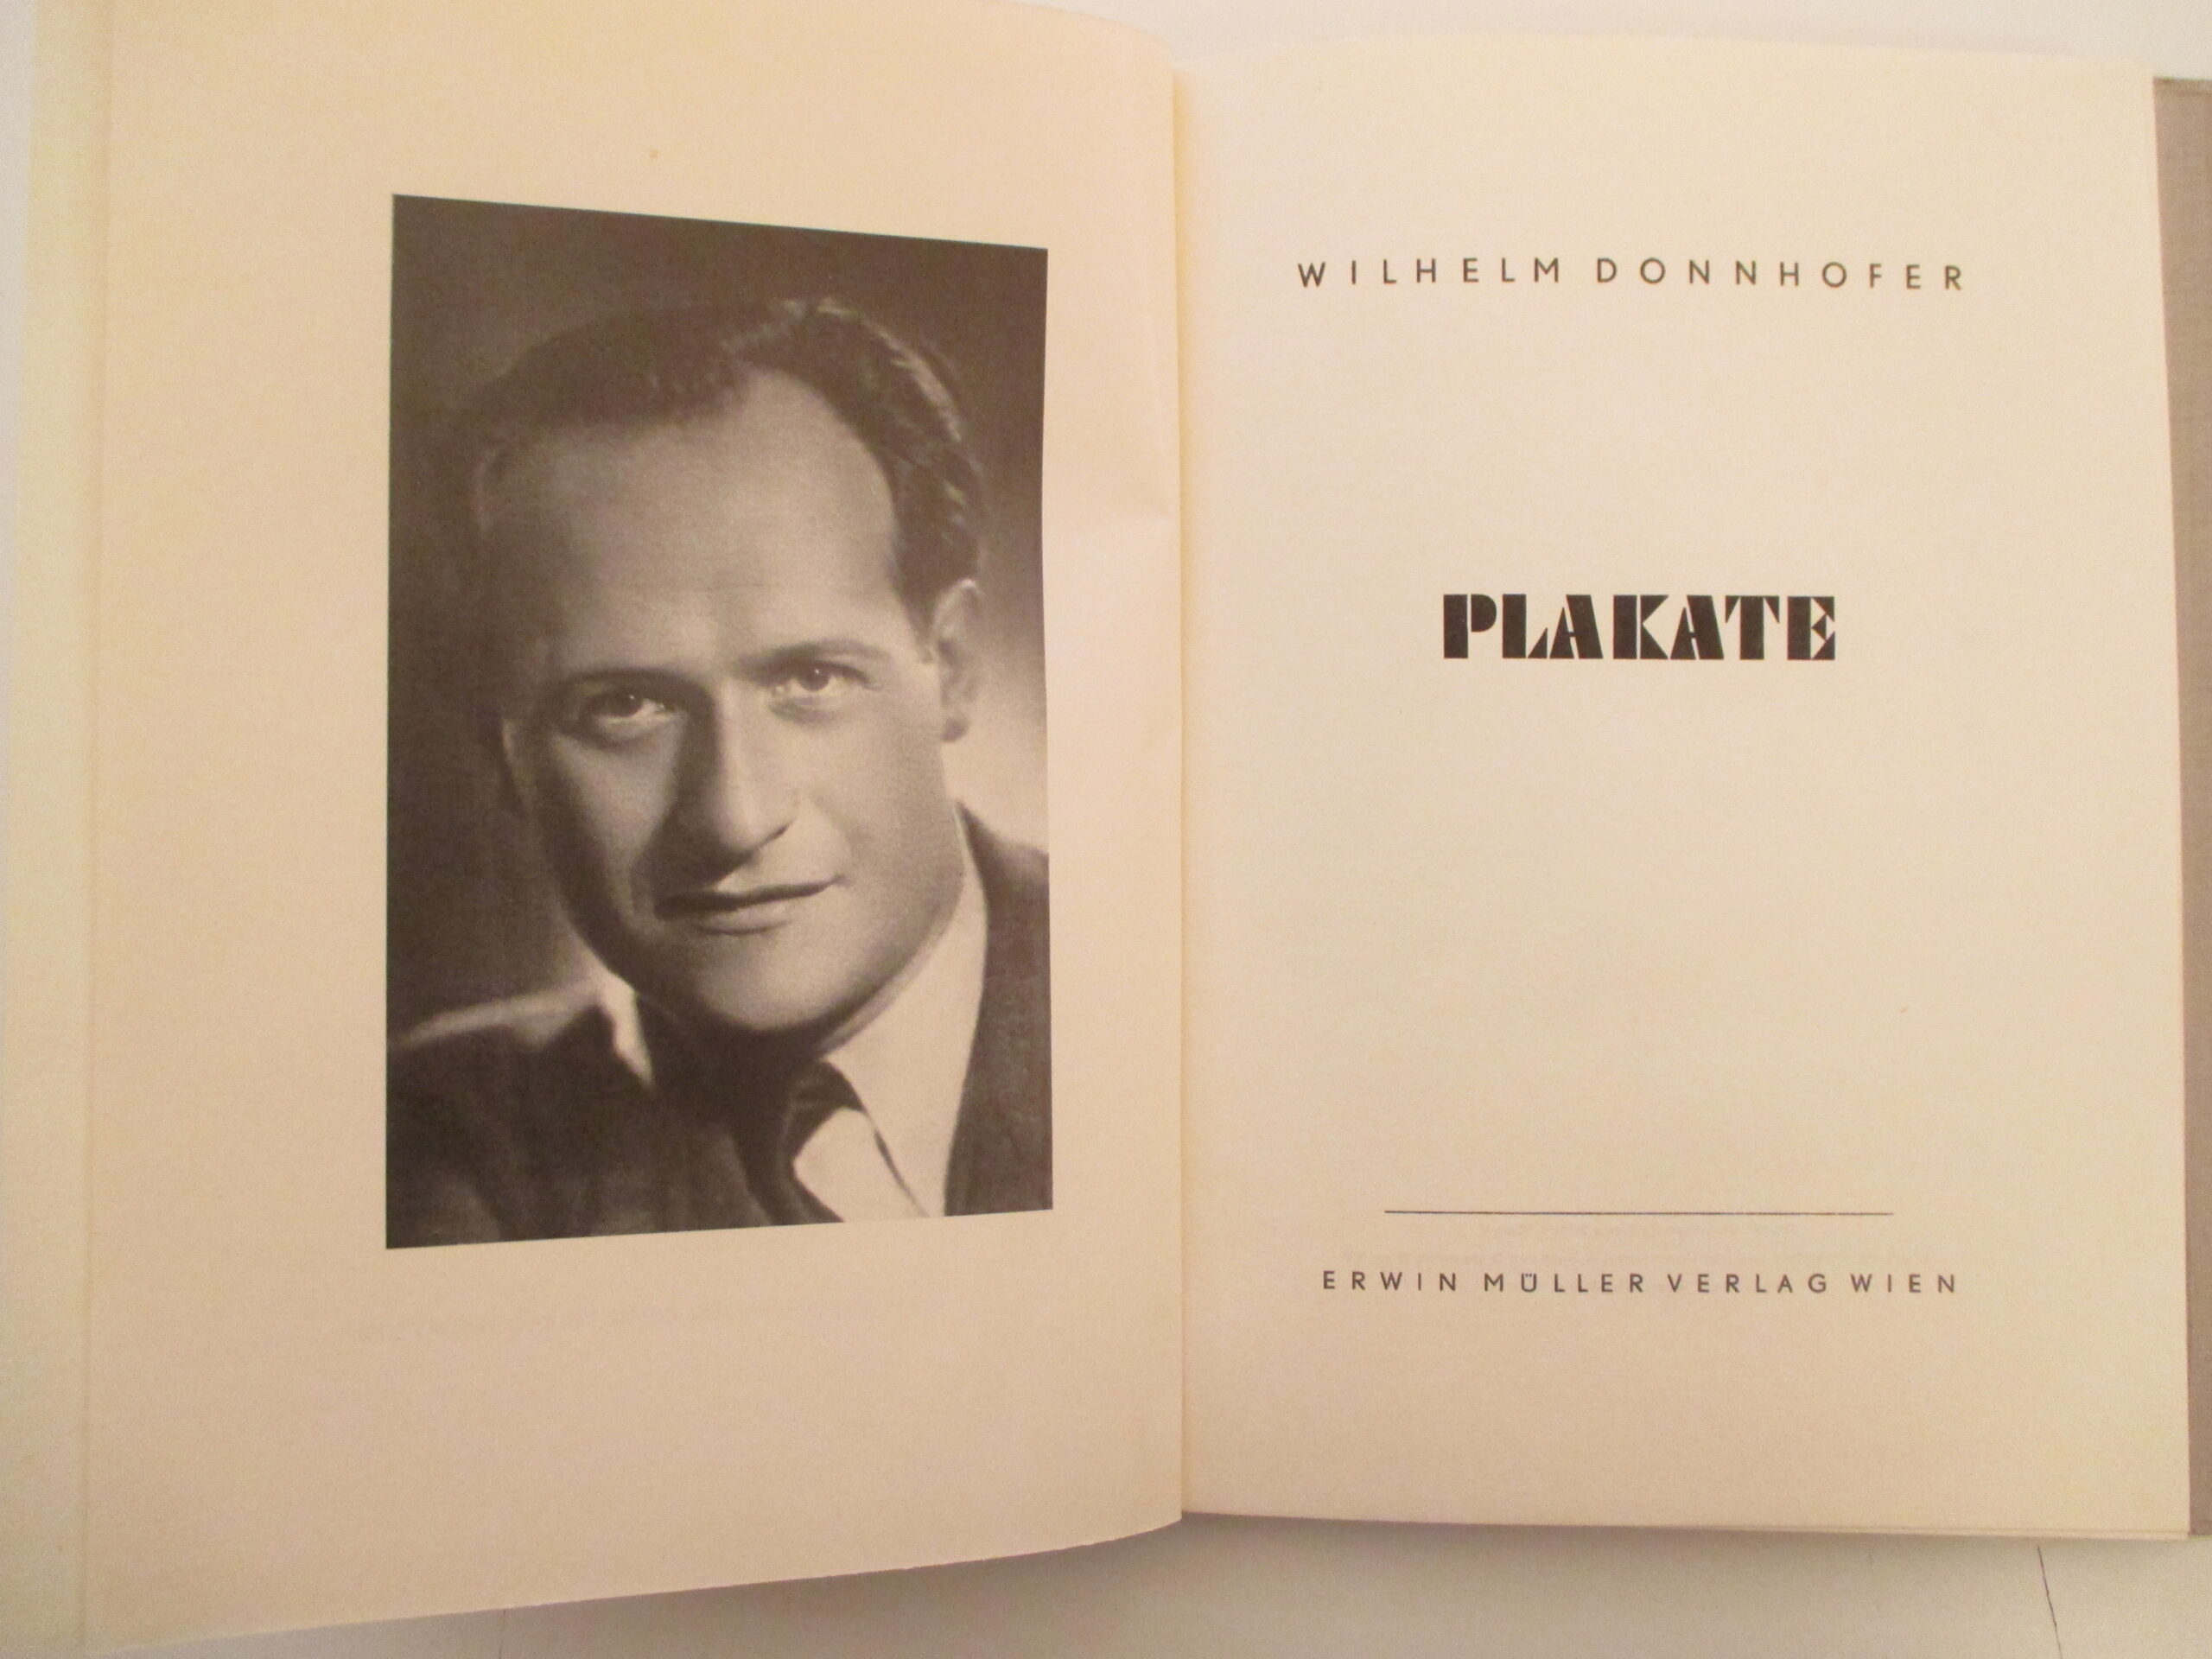 WILHELM DONNHOFER
PLAKATE
ERWIN MÜLLER VERLAG WIEN